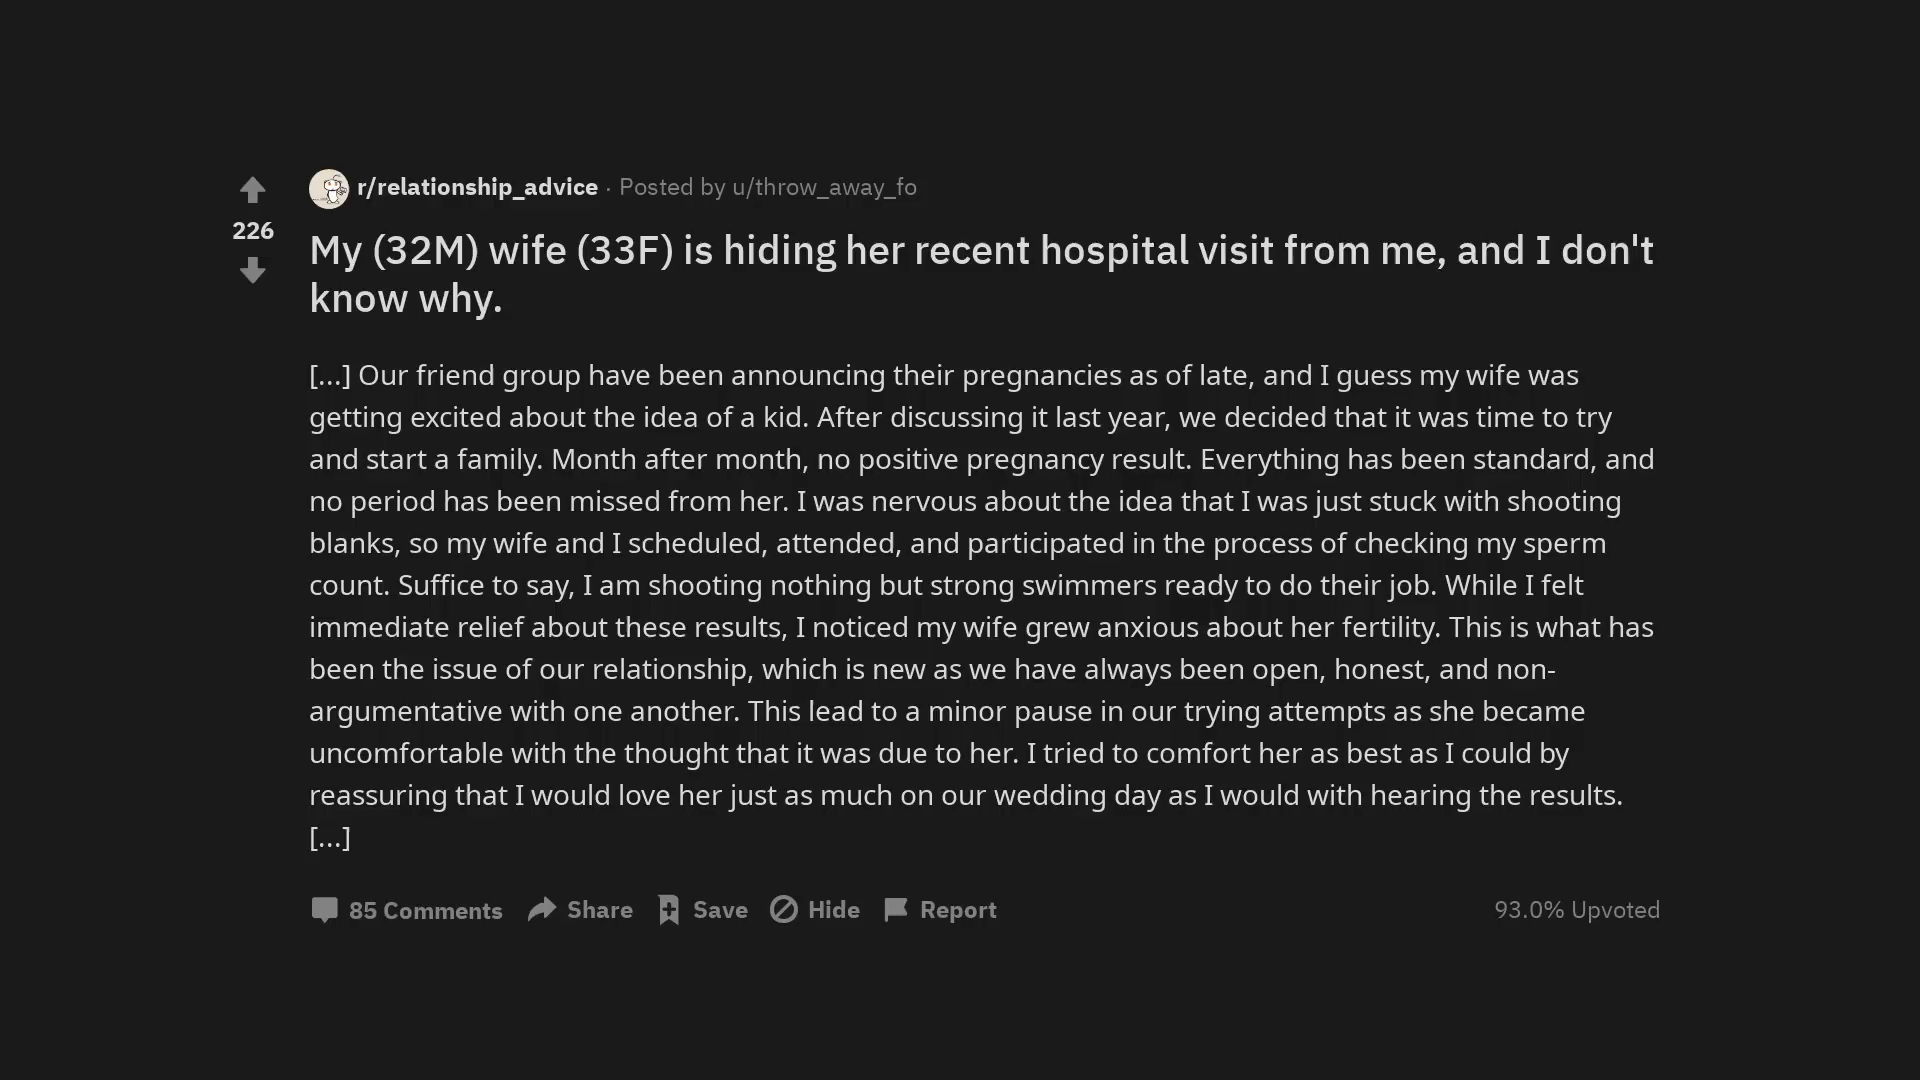 r/relationship_advice · Posted by u/throw_away_fo
226
My (32M) wife (33F) is hiding her recent hospital visit from me, and I don't
know why.
[...] Our friend group have been announcing their pregnancies as of late, and I guess my wife was
getting excited about the idea of a kid. After discussing it last year, we decided that it was time to try
and start a family. Month after month, no positive pregnancy result. Everything has been standard, and
no period has been missed from her. I was nervous about the idea that I was just stuck with shooting
blanks, so my wife and I scheduled, attended, and participated in the process of checking my sperm
count. Suffice to say, I am shooting nothing but strong swimmers ready to do their job. While I felt
immediate relief about these results, I noticed my wife grew anxious about her fertility. This is what has
been the issue of our relationship, which is new as we have always been open, honest, and non-
argumentative with one another. This lead to a minor pause in our trying attempts as she became
uncomfortable with the thought that it was due to her. I tried to comfort her as best as I could by
reassuring that I would love her just as much on our wedding day as I would with hearing the results.
[...]
85 Comments Share Save Hide Report 93.0% Upvoted